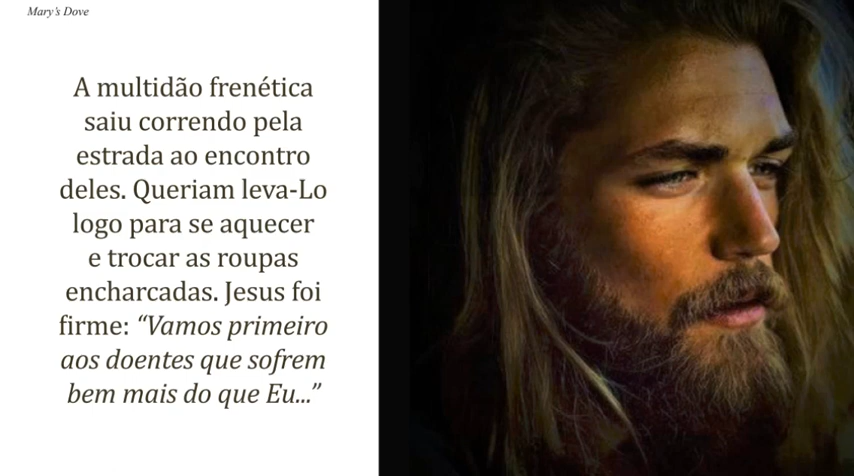 Mary's Dove
A multidão frenética
saiu correndo pela
estrada ao encontro
deles. Queriam leva-Lo
logo para se aquecer
e trocar as roupas
encharcadas. Jesus foi
firme: “Vamos primeiro
aos doentes que sofrem
bem mais do que Eu...”